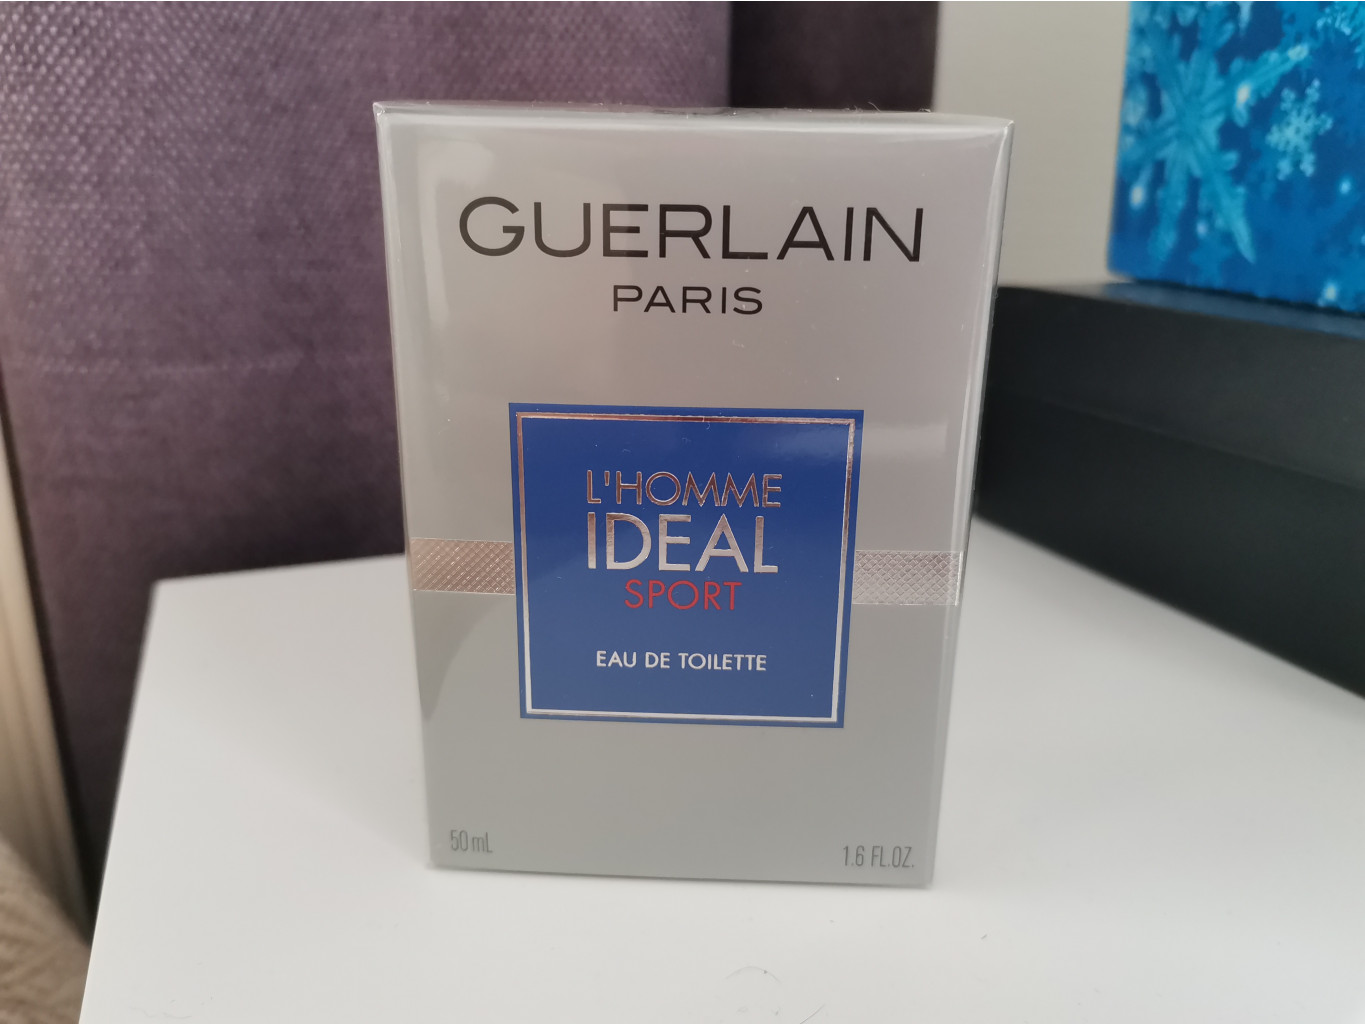 GUERLAIN
PARIS
L'HOMME
IDEAL
SPORT
EAU DE TOILETTE
50 mL
1.6 FL.OZ.